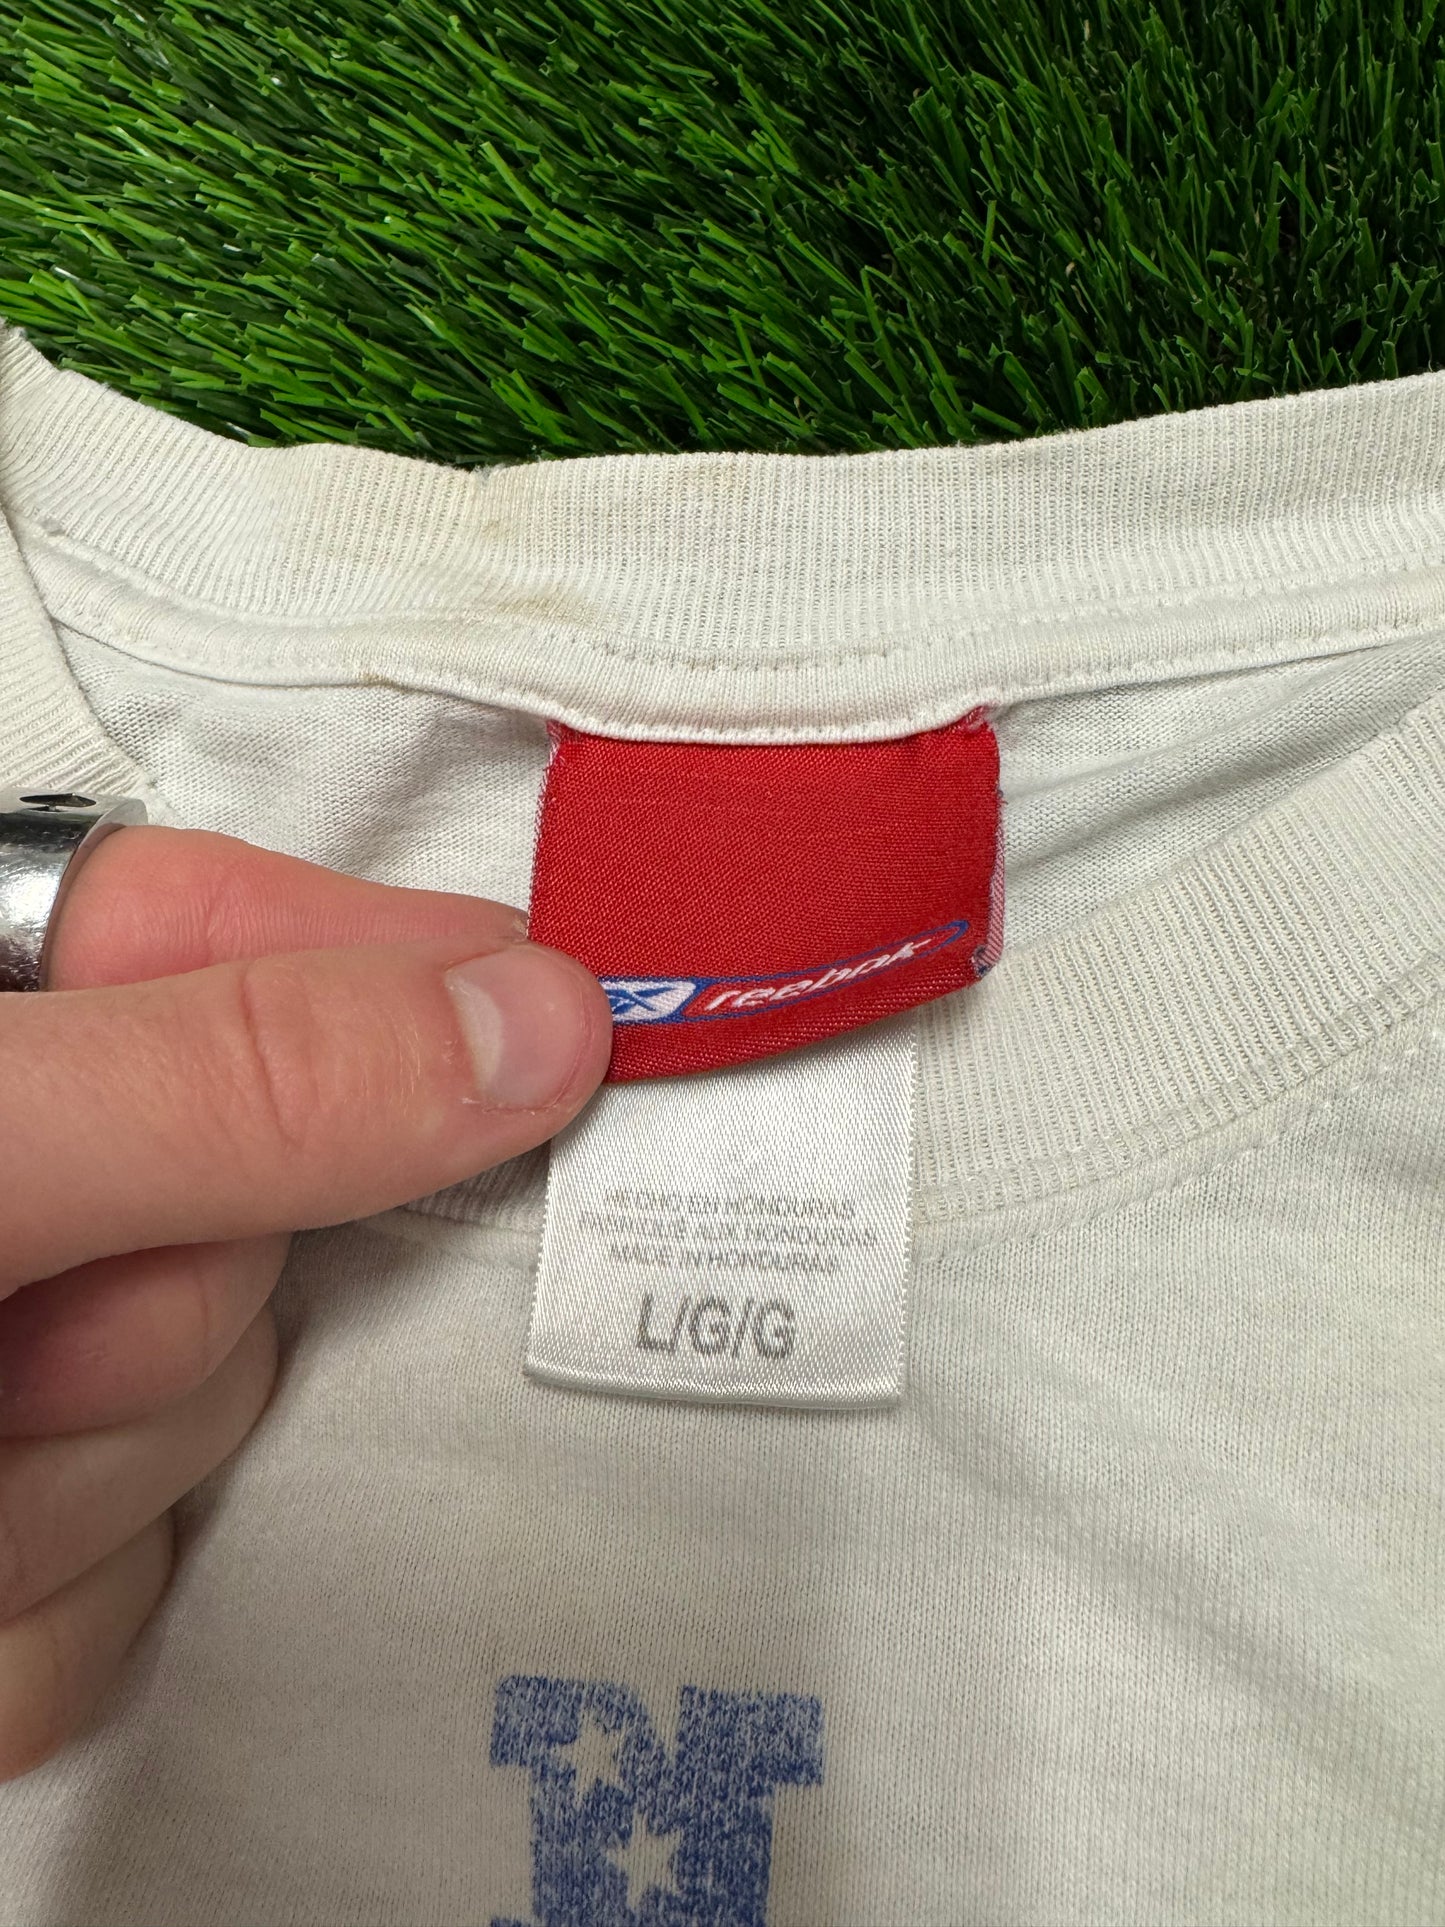 reebok
HECHO EN HONDURAS
FABRIQUÉ AUX HONDURAS
MADE IN HONDURAS
L/G/G
N